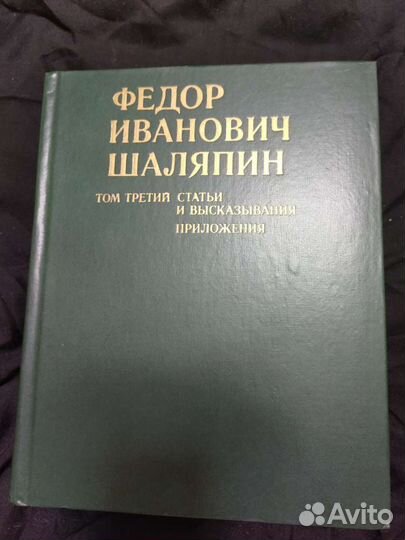 ФЕДОР
ИВАНОВИЧ
ШАЛЯПИН
ТОМ ТРЕТИЙ СТАТЬИ
И ВЫСКАЗЫВАНИЯ
ПРИЛОЖЕНИЯ
Avito